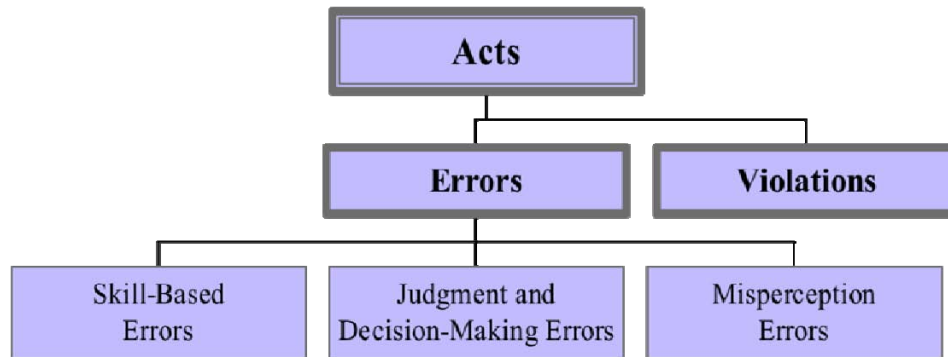 Acts
Errors
Violations
Skill-Based
Errors
Judgment and
Decision-Making Errors
Misperception
Errors